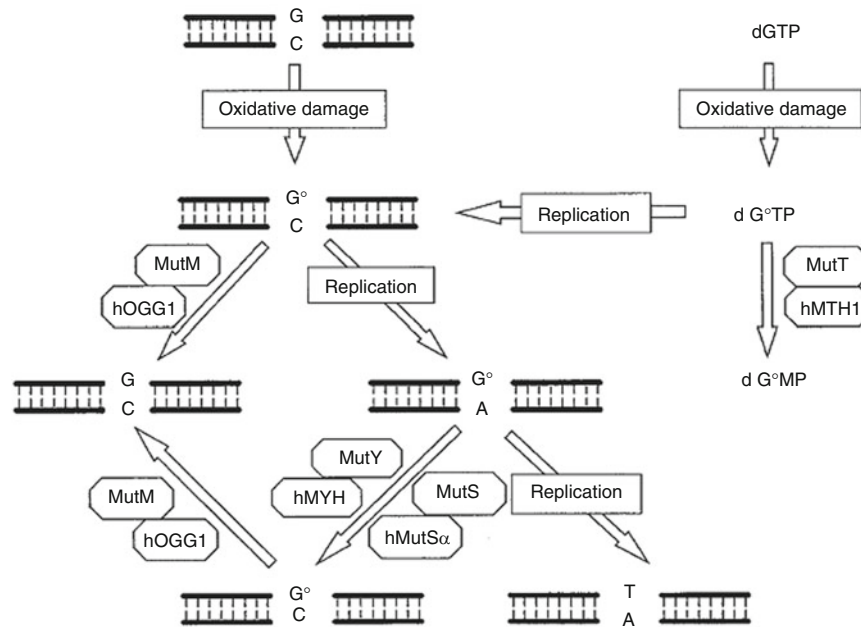 G
C
dGTP
Oxidative damage
Oxidative damage
G°
C
Replication
d G°TP
MutM
hOGG1
Replication
MutT
hMTH1
G
C
G°
A
d G°MP
MutY
hMYH
MutM
hOGG1
MutS
hMutSα
Replication
G°
C
T
A